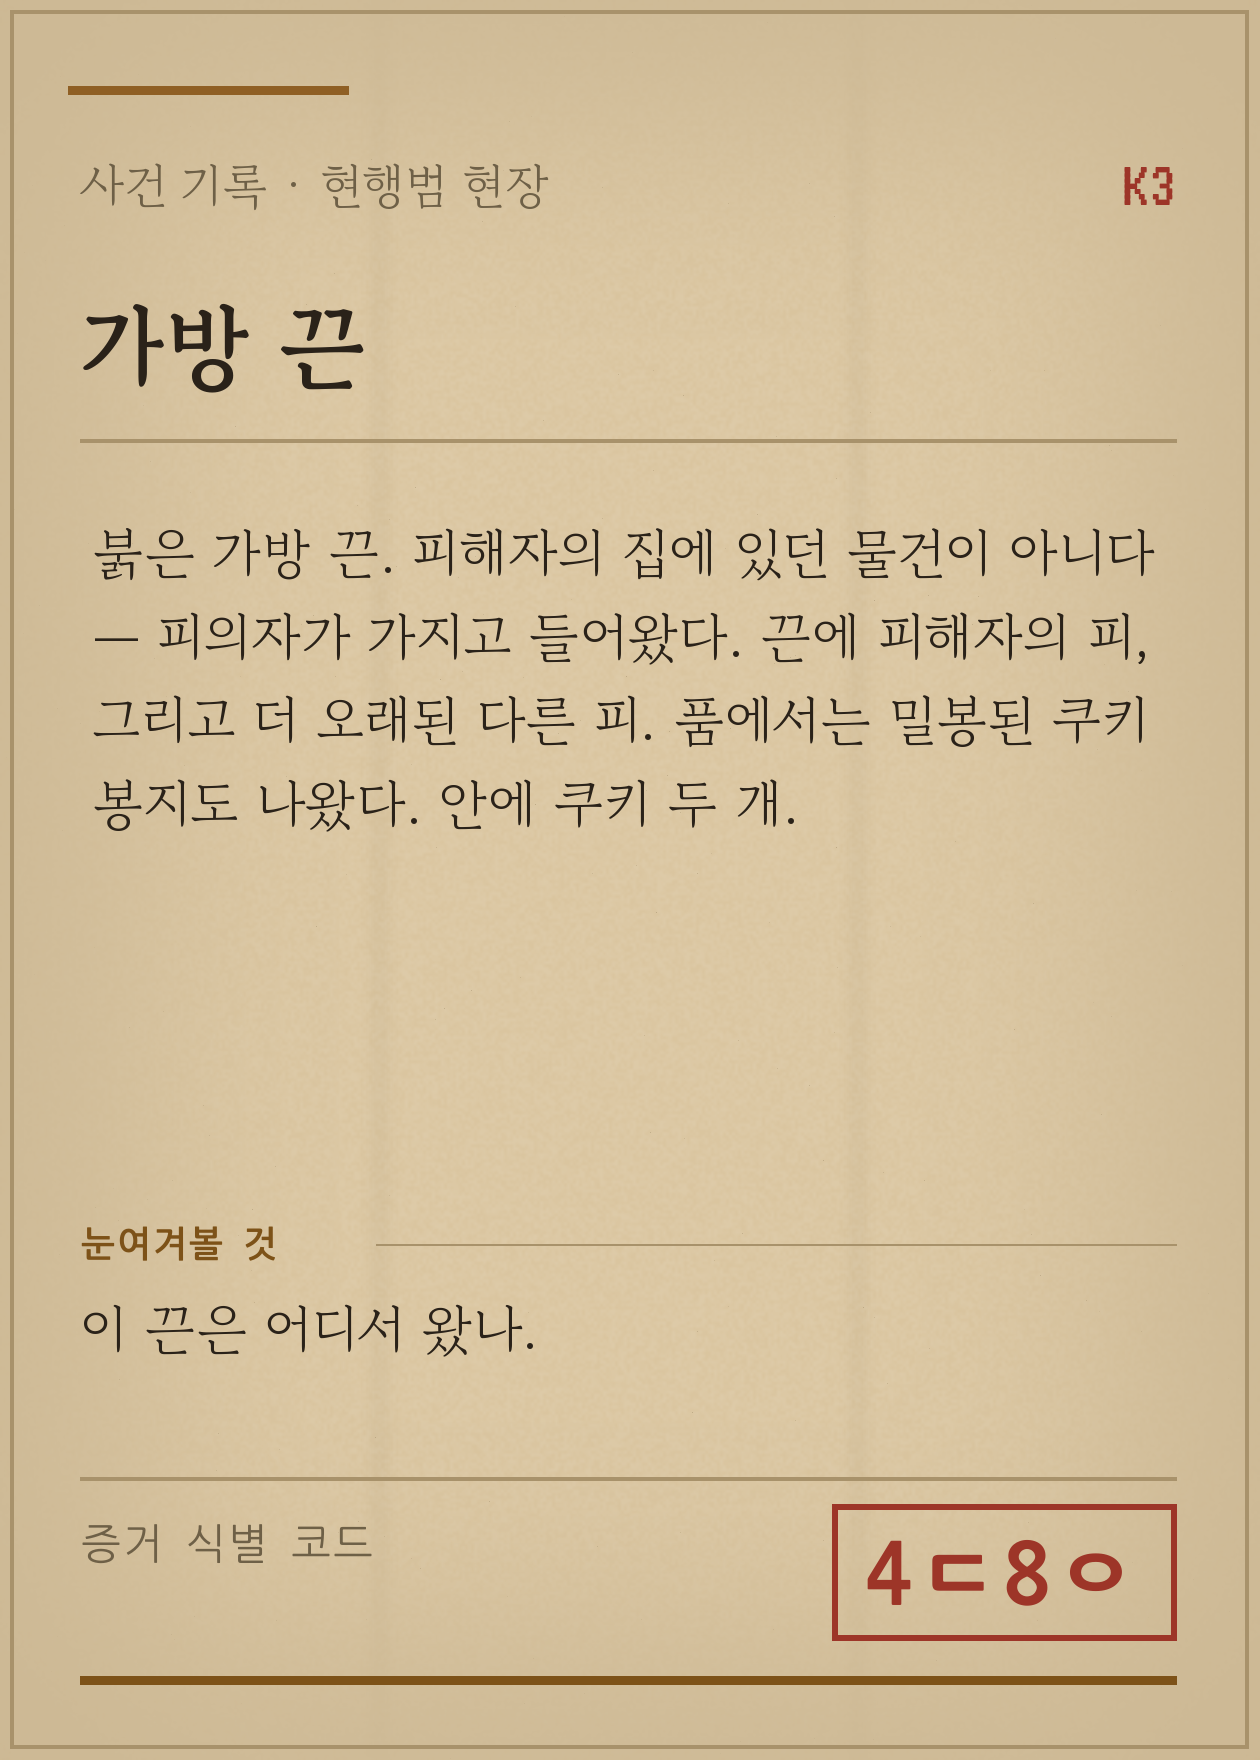 사건 기록 · 현행범 현장
K3
가방 끈
붉은 가방 끈. 피해자의 집에 있던 물건이 아니다
— 피의자가 가지고 들어왔다. 끈에 피해자의 피,
그리고 더 오래된 다른 피. 품에서는 밀봉된 쿠키
봉지도 나왔다. 안에 쿠키 두 개.
눈여겨볼 것
이 끈은 어디서 왔나.
증거 식별 코드
4ㄷ8ㅇ